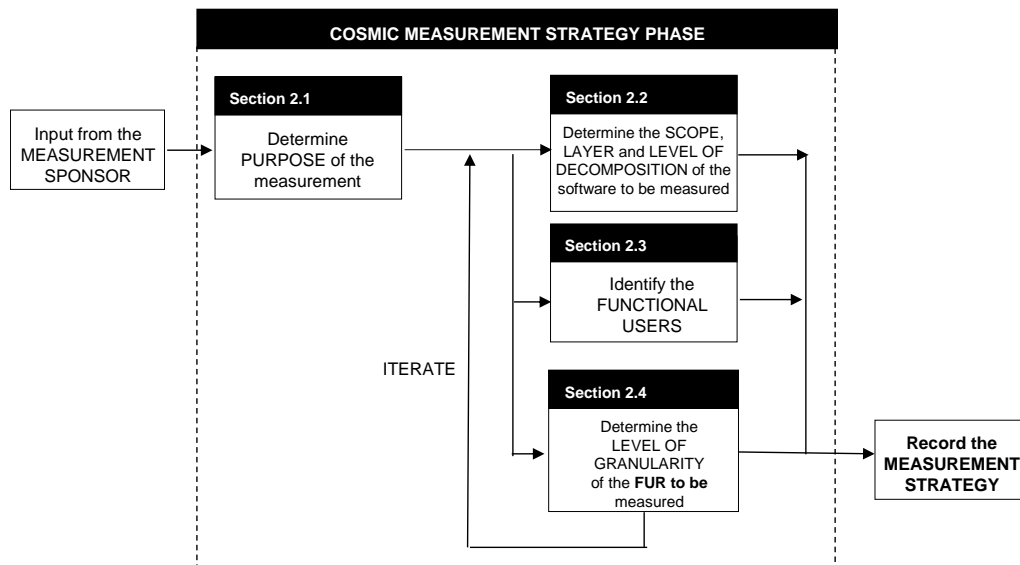 COSMIC MEASUREMENT STRATEGY PHASE
Input from the
MEASUREMENT
SPONSOR
Section 2.1
Determine
PURPOSE of the
measurement
Section 2.2
Determine the SCOPE,
LAYER and LEVEL OF
DECOMPOSITION of the
software to be measured
Section 2.3
Identify the
FUNCTIONAL
USERS
ITERATE
Section 2.4
Determine the
LEVEL OF
GRANULARITY
of the FUR to be
measured
Record the
MEASUREMENT
STRATEGY